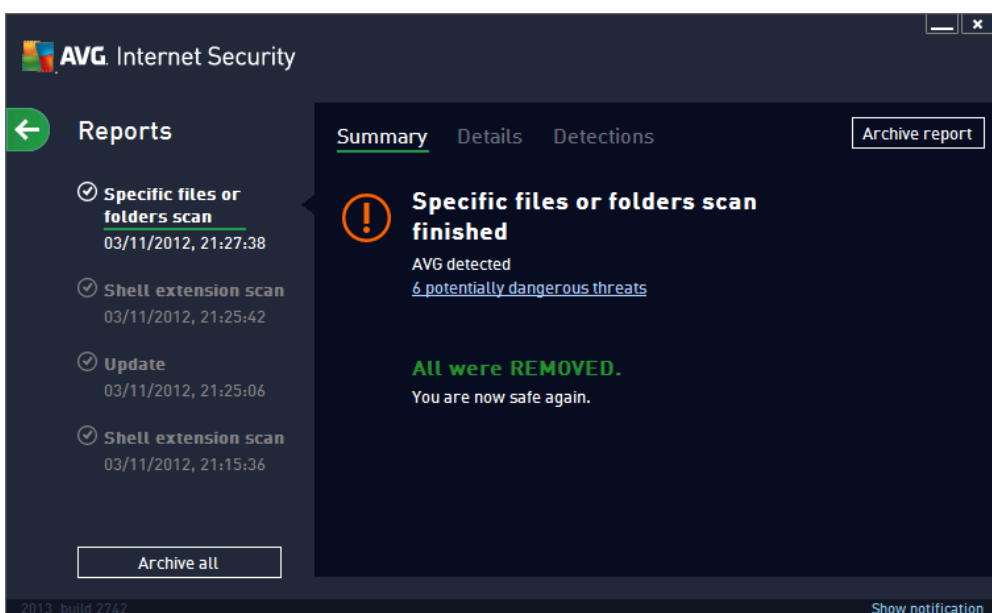 AVG. Internet Security
Reports
Specific files or
folders scan
03/11/2012, 21:27:38
Shell extension scan
03/11/2012, 21:25:42
Update
03/11/2012, 21:25:06
Shell extension scan
03/11/2012, 21:15:36
Archive all
Summary
Details
Detections
Archive report
Specific files or folders scan
finished
AVG detected
6 potentially dangerous threats
All were REMOVED.
You are now safe again.
2013 build 2742
Show notification